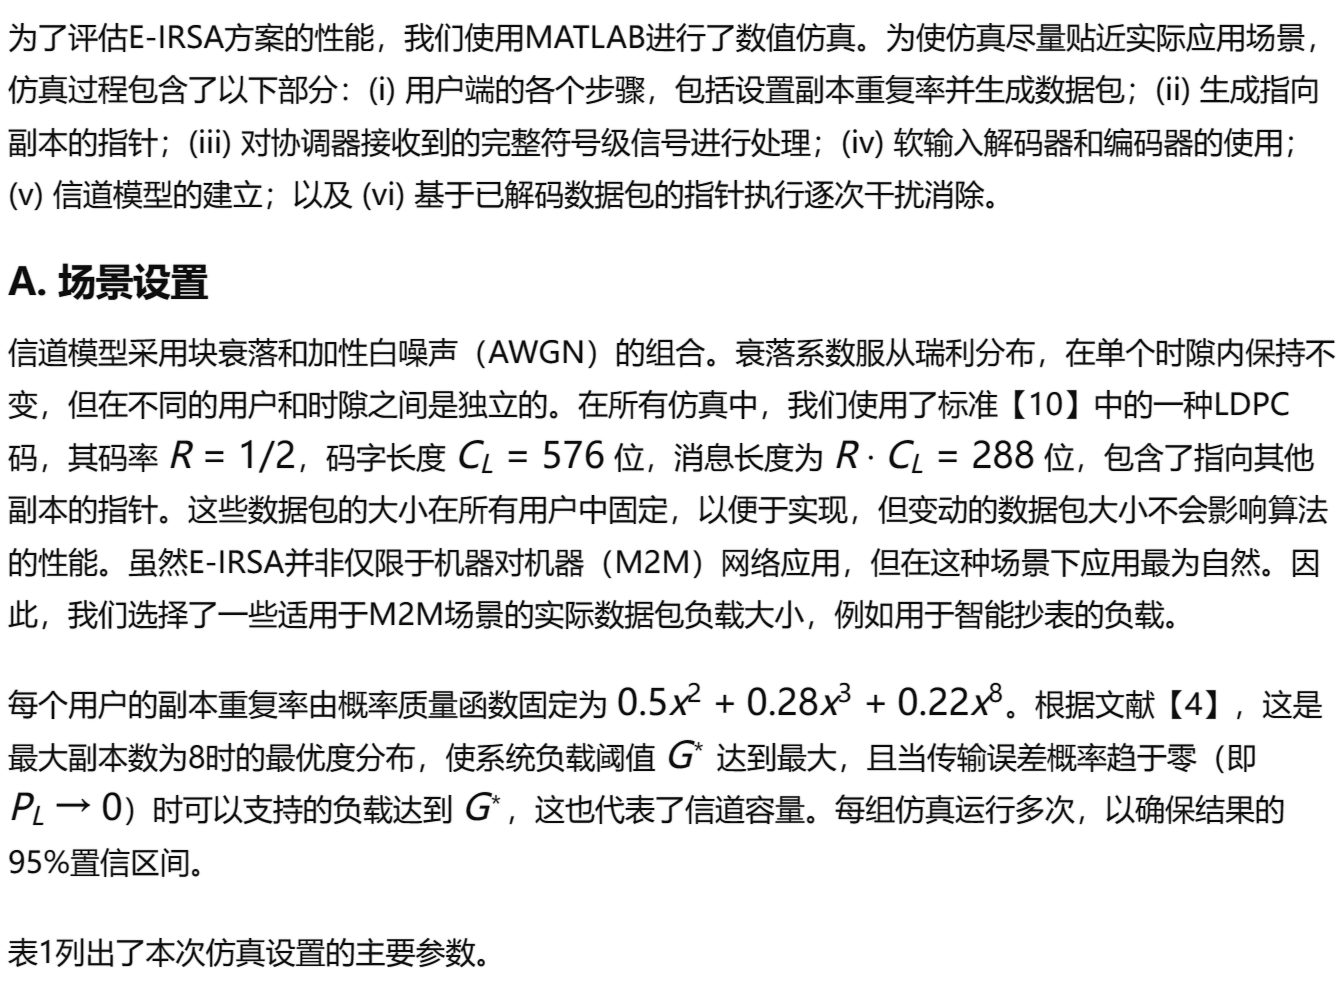 为了评估E-IRSA方案的性能，我们使用MATLAB进行了数值仿真。为使仿真尽量贴近实际应用场景，
仿真过程包含了以下部分：(i) 用户端的各个步骤，包括设置副本重复率并生成数据包；(ii) 生成指向
副本的指针；(iii) 对协调器接收到的完整符号级信号进行处理；(iv) 软输入解码器和编码器的使用；
(v) 信道模型的建立；以及 (vi) 基于已解码数据包的指针执行逐次干扰消除。
A. 场景设置
信道模型采用块衰落和加性白噪声（AWGN）的组合。衰落系数服从瑞利分布，在单个时隙内保持不
变，但在不同的用户和时隙之间是独立的。在所有仿真中，我们使用了标准【10】中的一种LDPC
码，其码率 R = 1/2，码字长度 C_L = 576 位，消息长度为 R · C_L = 288 位，包含了指向其他
副本的指针。这些数据包的大小在所有用户中固定，以便于实现，但变动的数据包大小不会影响算法
的性能。虽然E-IRSA并非仅限于机器对机器（M2M）网络应用，但在这种场景下应用最为自然。因
此，我们选择了一些适用于M2M场景的实际数据包负载大小，例如用于智能抄表的负载。
每个用户的副本重复率由概率质量函数固定为 0.5x² + 0.28x³ + 0.22x⁸。根据文献【4】，这是
最大副本数为8时的最优度分布，使系统负载阈值 G* 达到最大，且当传输误差概率趋于零（即
P_L → 0）时可以支持的负载达到 G*，这也代表了信道容量。每组仿真运行多次，以确保结果的
95%置信区间。
表1列出了本次仿真设置的主要参数。